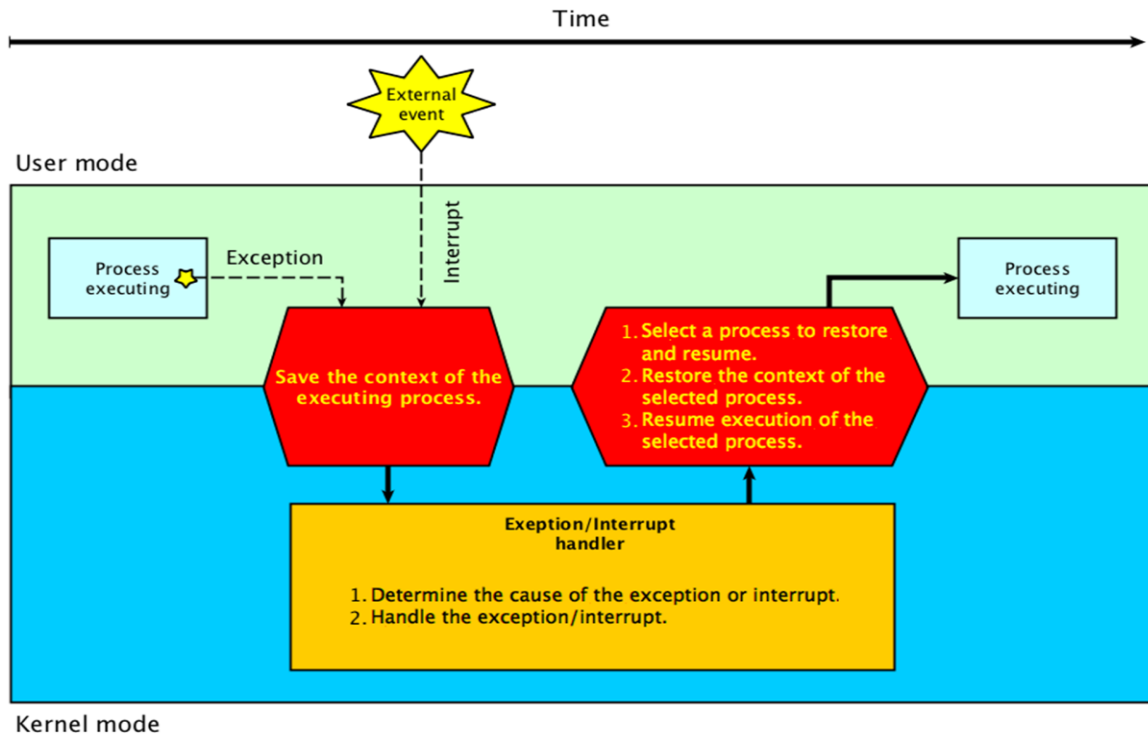 Time
External
event
User mode
Interrupt
Exception
Process
executing
Process
executing
Save the context of the
executing process.
1. Select a process to restore
and resume.
2. Restore the context of the
selected process.
3. Resume execution of the
selected process.
Exeption/Interrupt
handler
1. Determine the cause of the exception or interrupt.
2. Handle the exception/interrupt.
Kernel mode